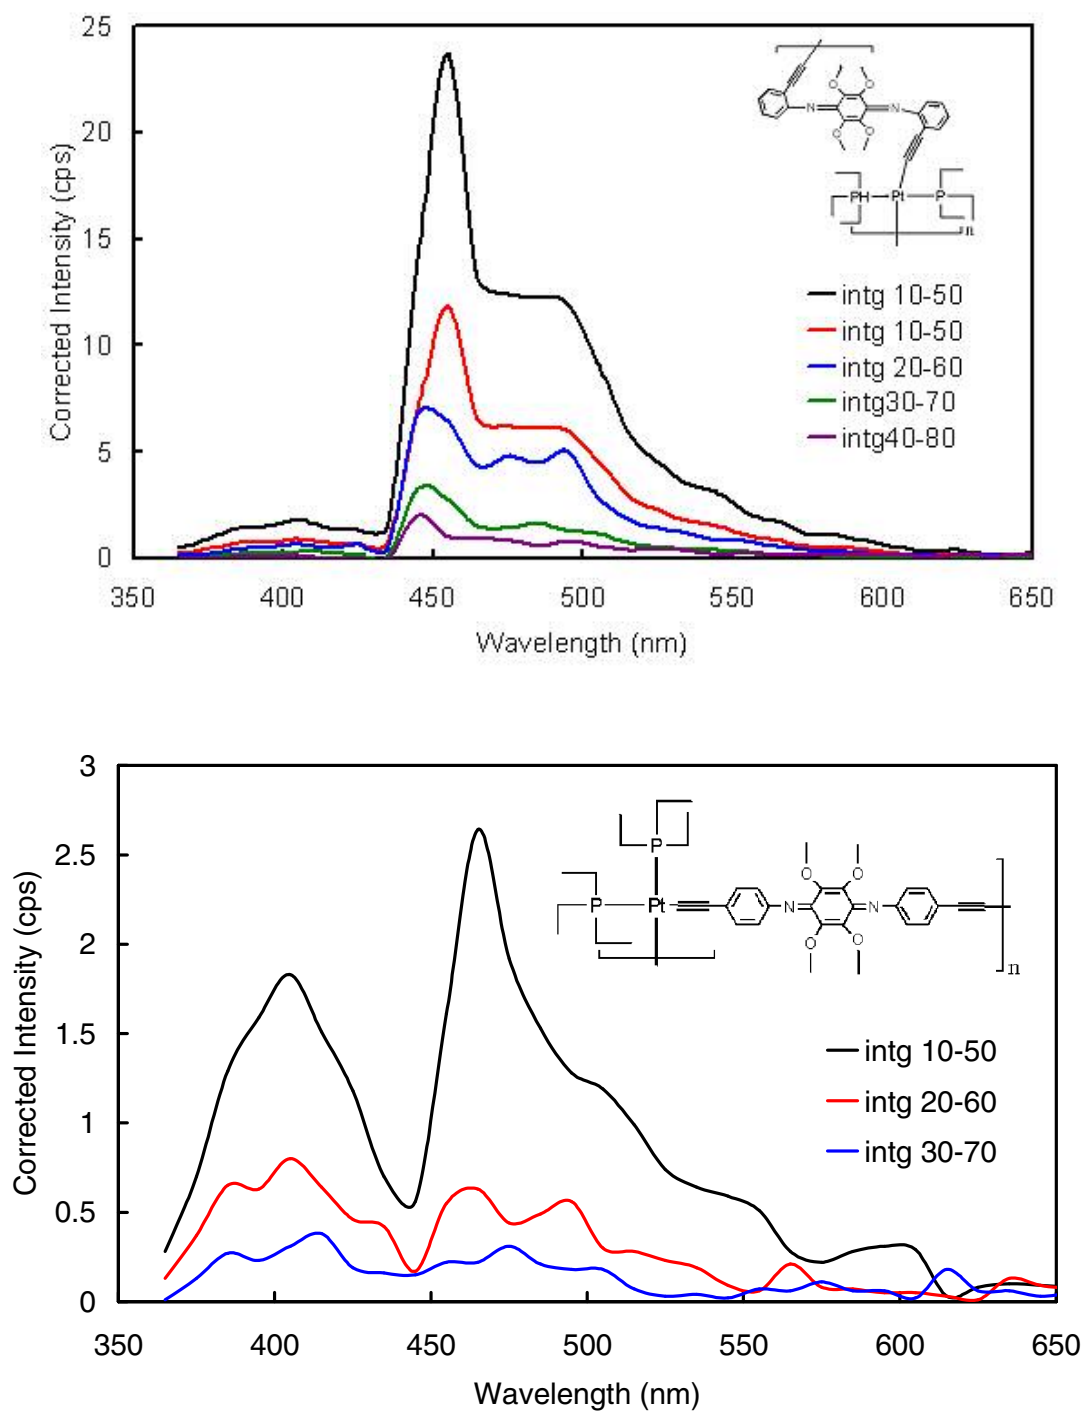 25
20
15
10
5
0
Corrected Intensity (cps)
350 400 450 500 550 600 650
Wavelength (nm)
O O
N N
O O
PH Pt P
n
intg 10-50
intg 10-50
intg 20-60
intg30-70
intg40-80
3
2.5
2
1.5
1
0.5
0
Corrected Intensity (cps)
350 400 450 500 550 600 650
Wavelength (nm)
P
O O
P Pt N N
O O
n
intg 10-50
intg 20-60
intg 30-70